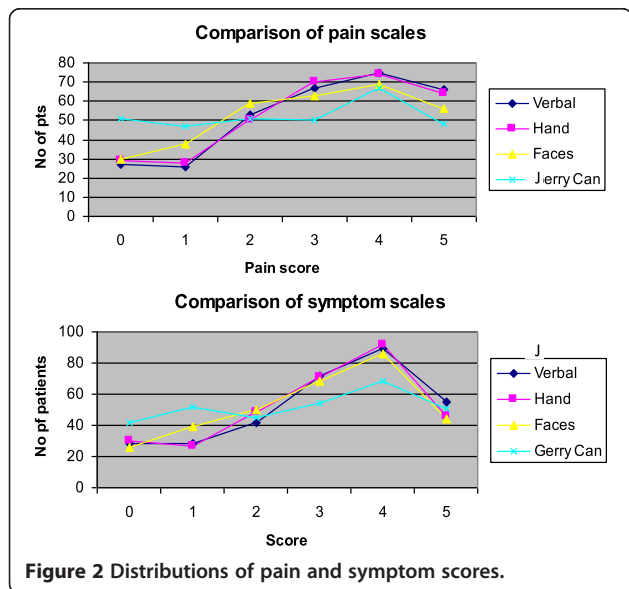 Comparison of pain scales
80
70
60
50
40
30
20
10
0
No of pts
0 1 2 3 4 5
Pain score
Verbal
Hand
Faces
Jerry Can
Comparison of symptom scales
100
80
60
40
20
0
No pf patients
0 1 2 3 4 5
Score
J
Verbal
Hand
Faces
Gerry Can
Figure 2 Distributions of pain and symptom scores.